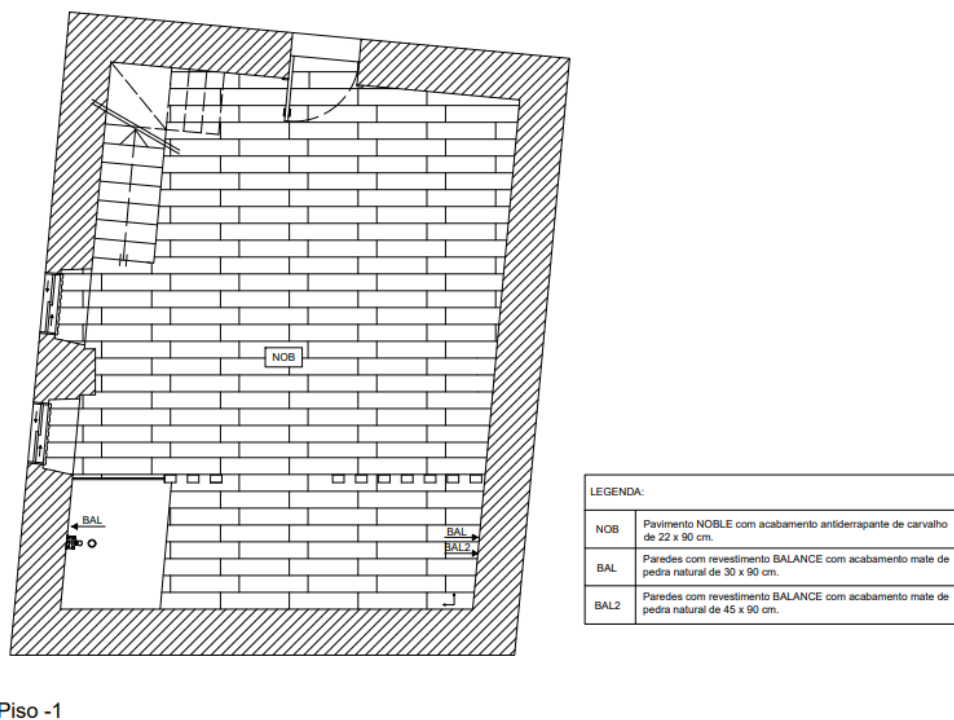 NOB
BAL
BAL
BAL2
LEGENDA:
NOB
Pavimento NOBLE com acabamento antiderrapante de carvalho
de 22 x 90 cm.
BAL
Paredes com revestimento BALANCE com acabamento mate de
pedra natural de 30 x 90 cm.
BAL2
Paredes com revestimento BALANCE com acabamento mate de
pedra natural de 45 x 90 cm.
Piso -1